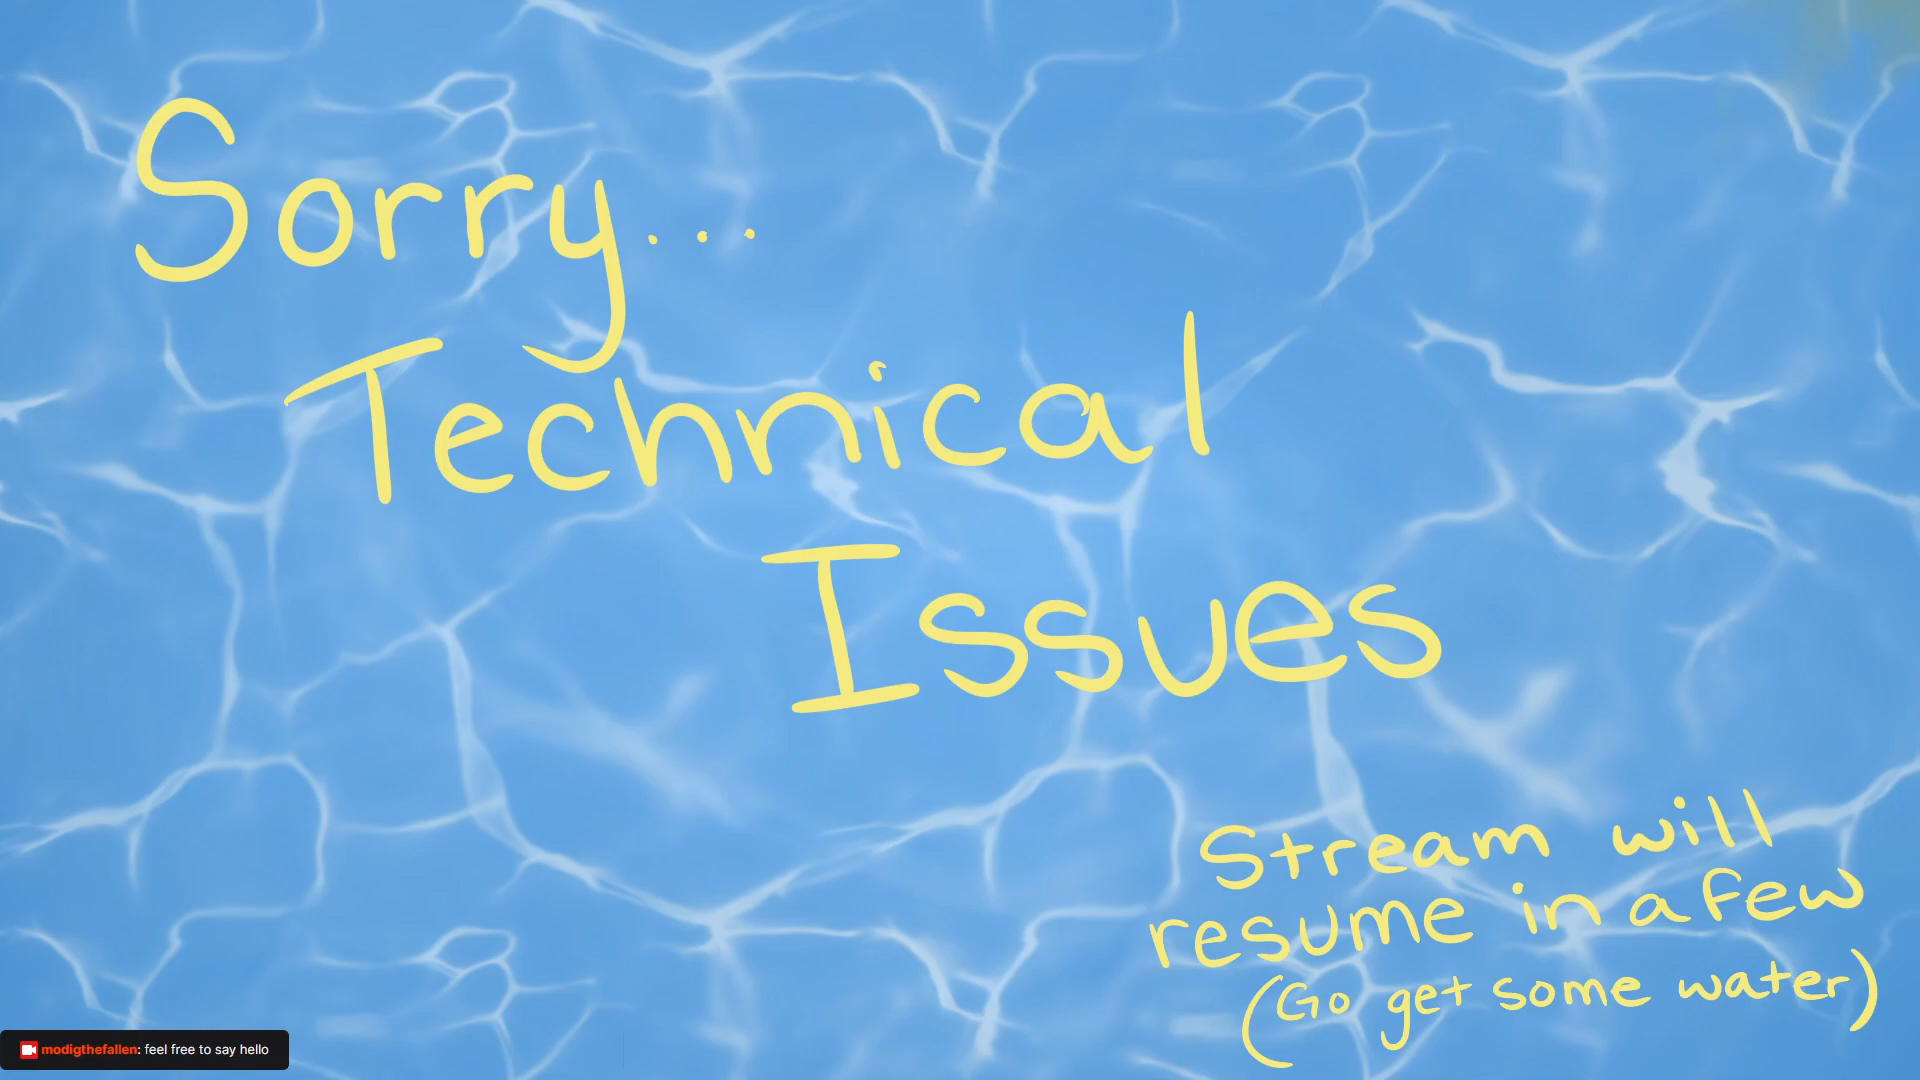 Sorry...
Technical
Issues
Stream will
resume in a few
(Go get some water)
modigthefallen: feel free to say hello